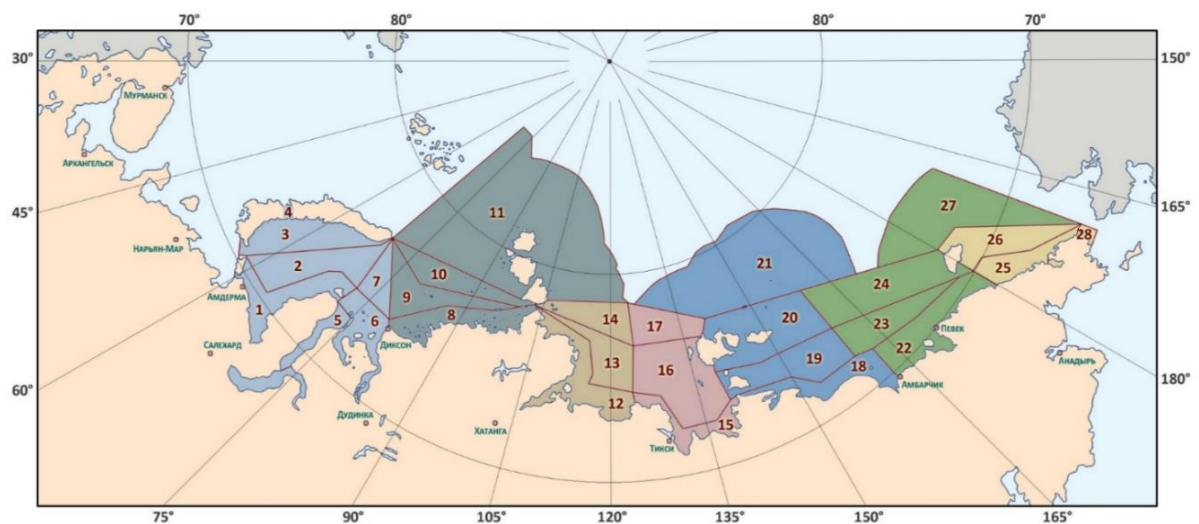 70° 80° 80° 70°
30° 150°
Мурманск
Архангельск
27
165°
45° 4 11
3 26 28
Нарьян-Мар
2 10 7 21 24 25
Амдерма 9
1 8 14 17 20 23
5 6 Певек
Салехард Диксон 13 16 19 18 22 Анадырь
Амбарчик 180°
60° 12
Дудинка Хатанга 15
Тикси
75° 90° 105° 120° 135° 150° 165°